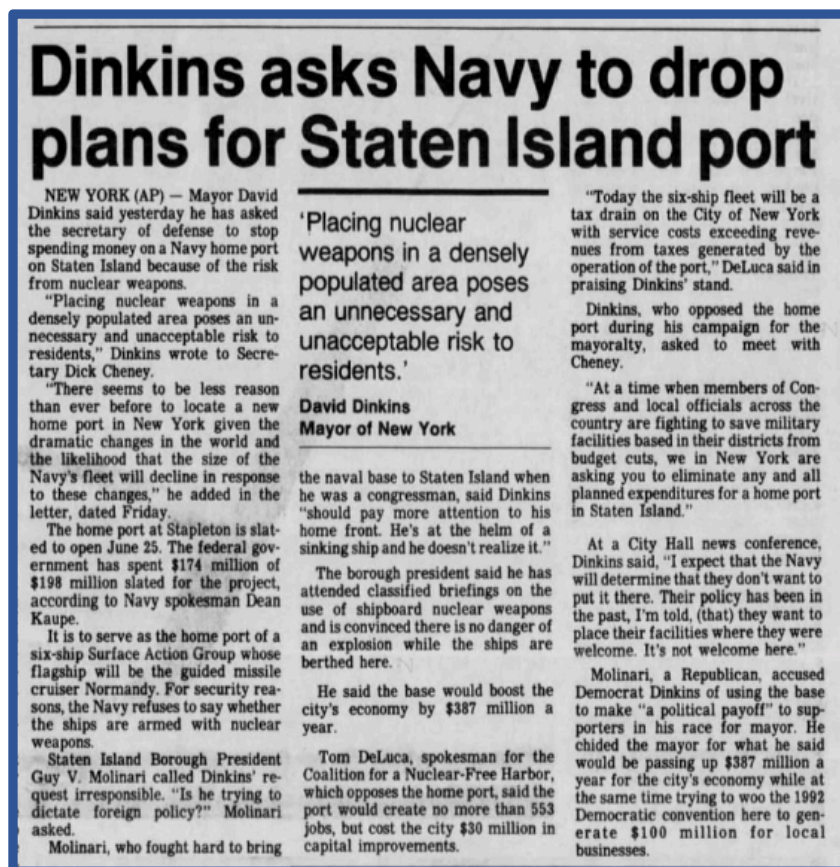 Dinkins asks Navy to drop
plans for Staten Island port
NEW YORK (AP) — Mayor David
Dinkins said yesterday he has asked
the secretary of defense to stop
spending money on a Navy home port
on Staten Island because of the risk
from nuclear weapons.
"Placing nuclear weapons in a
densely populated area poses an un-
necessary and unacceptable risk to
residents," Dinkins wrote to Secre-
tary Dick Cheney.
"There seems to be less reason
than ever before to locate a new
home port in New York given the
dramatic changes in the world and
the likelihood that the size of the
Navy's fleet will decline in response
to these changes," he added in the
letter, dated Friday.
The home port at Stapleton is slat-
ed to open June 25. The federal gov-
ernment has spent $174 million of
$198 million slated for the project,
according to Navy spokesman Dean
Kaupe.
It is to serve as the home port of a
six-ship Surface Action Group whose
flagship will be the guided missile
cruiser Normandy. For security rea-
sons, the Navy refuses to say whether
the ships are armed with nuclear
weapons.
Staten Island Borough President
Guy V. Molinari called Dinkins' re-
quest irresponsible. "Is he trying to
dictate foreign policy?" Molinari
asked.
Molinari, who fought hard to bring
'Placing nuclear
weapons in a densely
populated area poses
an unnecessary and
unacceptable risk to
residents.'
David Dinkins
Mayor of New York
the naval base to Staten Island when
he was a congressman, said Dinkins
"should pay more attention to his
home front. He's at the helm of a
sinking ship and he doesn't realize it."
The borough president said he has
attended classified briefings on the
use of shipboard nuclear weapons
and is convinced there is no danger of
an explosion while the ships are
berthed here.
He said the base would boost the
city's economy by $387 million a
year.
Tom DeLuca, spokesman for the
Coalition for a Nuclear-Free Harbor,
which opposes the home port, said the
port would create no more than 553
jobs, but cost the city $30 million in
capital improvements.
"Today the six-ship fleet will be a
tax drain on the City of New York
with service costs exceeding reve-
nues from taxes generated by the
operation of the port," DeLuca said in
praising Dinkins' stand.
Dinkins, who opposed the home
port during his campaign for the
mayoralty, asked to meet with
Cheney.
"At a time when members of Con-
gress and local officials across the
country are fighting to save military
facilities based in their districts from
budget cuts, we in New York are
asking you to eliminate any and all
planned expenditures for a home port
in Staten Island."
At a City Hall news conference,
Dinkins said, "I expect that the Navy
will determine that they don't want to
put it there. Their policy has been in
the past, I'm told, (that) they want to
place their facilities where they were
welcome. It's not welcome here."
Molinari, a Republican, accused
Democrat Dinkins of using the base
to make "a political payoff" to sup-
porters in his race for mayor. He
chided the mayor for what he said
would be passing up $387 million a
year for the city's economy while at
the same time trying to woo the 1992
Democratic convention here to gen-
erate $100 million for local
businesses.